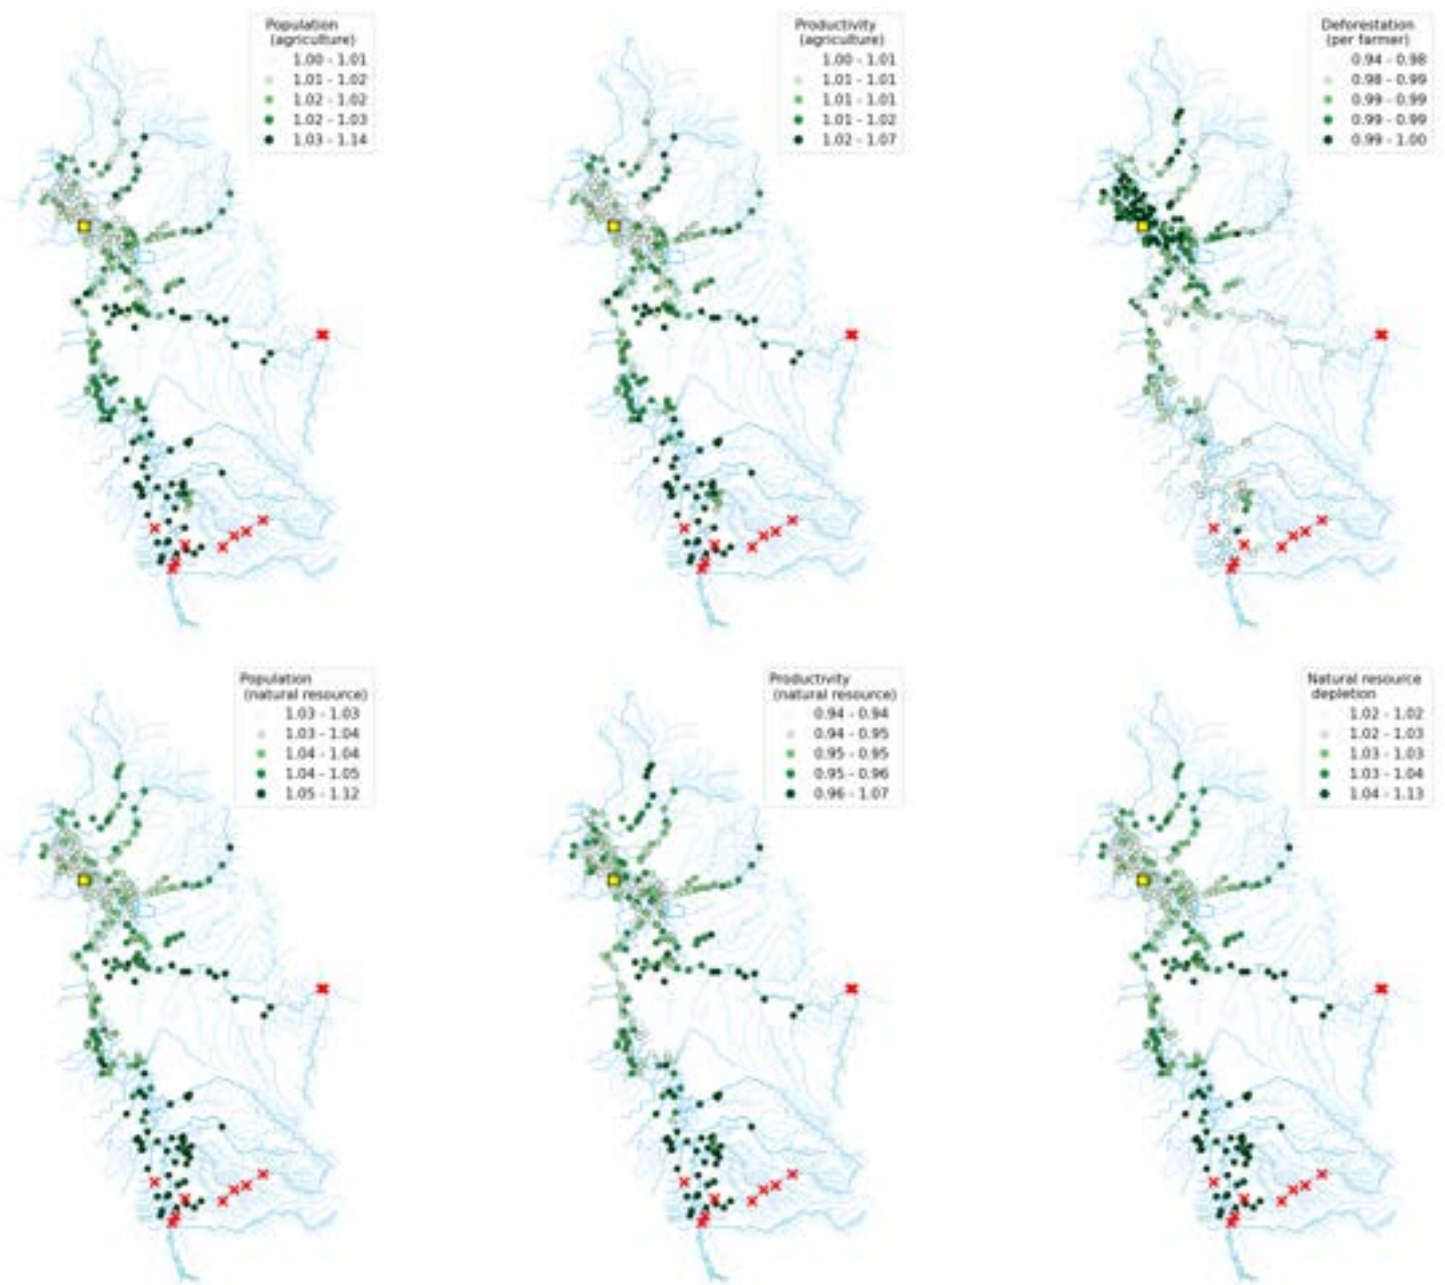 Population
(agriculture)
1.00 - 1.01
1.01 - 1.02
1.02 - 1.02
1.02 - 1.03
1.03 - 1.14
Productivity
(agriculture)
1.00 - 1.01
1.01 - 1.01
1.01 - 1.01
1.01 - 1.02
1.02 - 1.07
Deforestation
(per farmer)
0.94 - 0.98
0.98 - 0.99
0.99 - 0.99
0.99 - 0.99
0.99 - 1.00
Population
(natural resource)
1.03 - 1.03
1.03 - 1.04
1.04 - 1.04
1.04 - 1.05
1.05 - 1.12
Productivity
(natural resource)
0.94 - 0.94
0.94 - 0.95
0.95 - 0.95
0.95 - 0.96
0.96 - 1.07
Natural resource
depletion
1.02 - 1.02
1.02 - 1.03
1.03 - 1.03
1.03 - 1.04
1.04 - 1.13